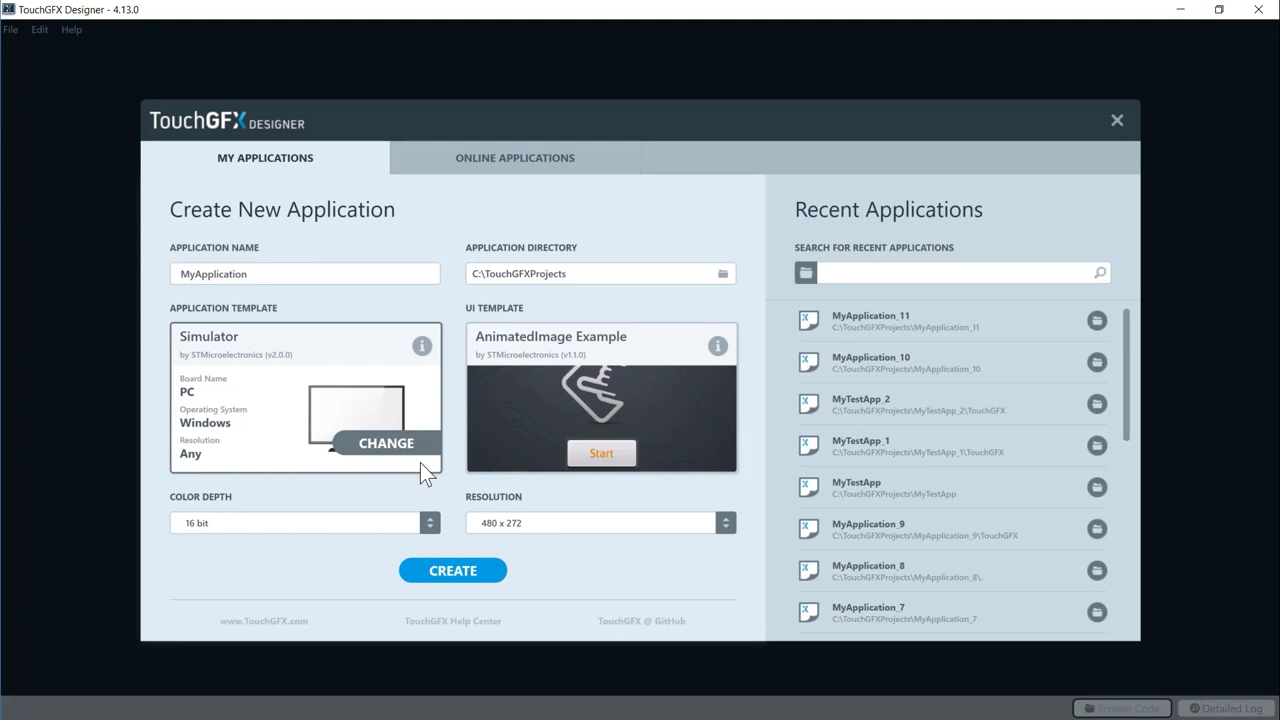 TouchGFX Designer - 4.13.0
File Edit Help
TouchGFX DESIGNER
MY APPLICATIONS
ONLINE APPLICATIONS
Create New Application
APPLICATION NAME
MyApplication
APPLICATION DIRECTORY
C:\TouchGFXProjects
APPLICATION TEMPLATE
Simulator
by STMicroelectronics (v2.0.0)
Board Name
PC
Operating System
Windows
Resolution
Any
CHANGE
UI TEMPLATE
AnimatedImage Example
by STMicroelectronics (v1.1.0)
Start
COLOR DEPTH
16 bit
RESOLUTION
480 x 272
CREATE
www.TouchGFX.com
TouchGFX Help Center
TouchGFX @ GitHub
Recent Applications
SEARCH FOR RECENT APPLICATIONS
MyApplication_11
C:\TouchGFXProjects\MyApplication_11
MyApplication_10
C:\TouchGFXProjects\MyApplication_10
MyTestApp_2
C:\TouchGFXProjects\MyTestApp_2\TouchGFX
MyTestApp_1
C:\TouchGFXProjects\MyTestApp_1\TouchGFX
MyTestApp
C:\TouchGFXProjects\MyTestApp
MyApplication_9
C:\TouchGFXProjects\MyApplication_9\TouchGFX
MyApplication_8
C:\TouchGFXProjects\MyApplication_8\.
MyApplication_7
C:\TouchGFXProjects\MyApplication_7
Browse Code
Detailed Log